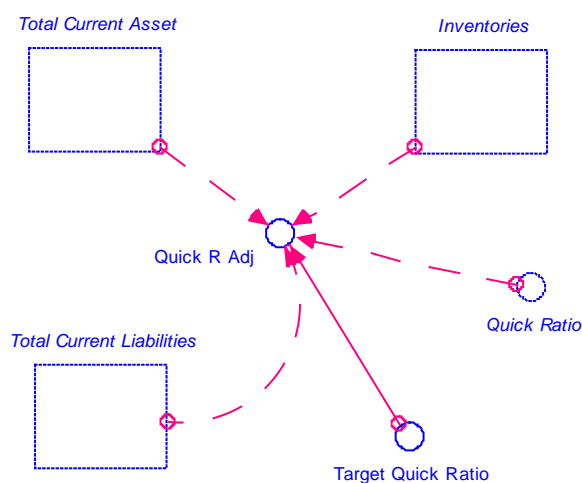 Total Current Asset
Inventories
Quick R Adj
Quick Ratio
Total Current Liabilities
Target Quick Ratio